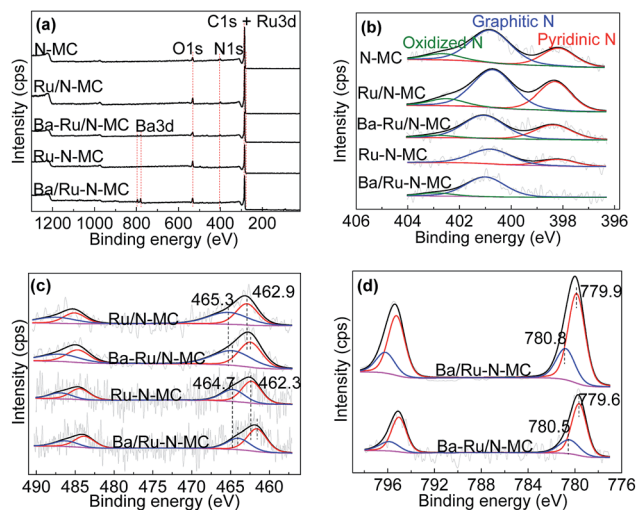 (a)
C1s + Ru3d
O1s
N1s
N-MC
Ru/N-MC
Ba-Ru/N-MC
Ba3d
Ru-N-MC
Ba/Ru-N-MC
Intensity (cps)
1200 1000 800 600 400 200
Binding energy (eV)
(b)
Graphitic N
Oxidized N
Pyridinic N
N-MC
Ru/N-MC
Ba-Ru/N-MC
Ru-N-MC
Ba/Ru-N-MC
Intensity (cps)
406 404 402 400 398 396
Binding energy (eV)
(c)
465.3
462.9
Ru/N-MC
Ba-Ru/N-MC
Ru-N-MC
464.7
462.3
Ba/Ru-N-MC
Intensity (cps)
490 485 480 475 470 465 460
Binding energy (eV)
(d)
779.9
780.8
Ba/Ru-N-MC
779.6
780.5
Ba-Ru/N-MC
Intensity (cps)
796 792 788 784 780 776
Binding energy (eV)